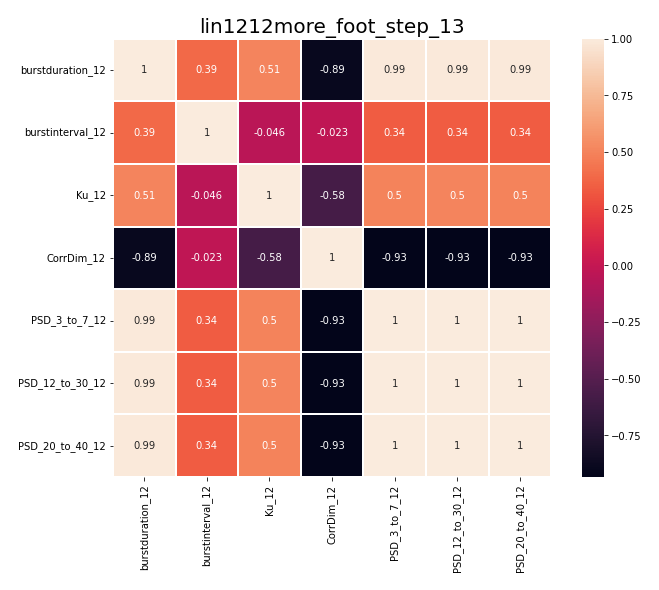 lin1212more_foot_step_13
burstduration_12 1 0.39 0.51 -0.89 0.99 0.99 0.99
burstinterval_12 0.39 1 -0.046 -0.023 0.34 0.34 0.34
Ku_12 0.51 -0.046 1 -0.58 0.5 0.5 0.5
CorrDim_12 -0.89 -0.023 -0.58 1 -0.93 -0.93 -0.93
PSD_3_to_7_12 0.99 0.34 0.5 -0.93 1 1 1
PSD_12_to_30_12 0.99 0.34 0.5 -0.93 1 1 1
PSD_20_to_40_12 0.99 0.34 0.5 -0.93 1 1 1
burstduration_12
burstinterval_12
Ku_12
CorrDim_12
PSD_3_to_7_12
PSD_12_to_30_12
PSD_20_to_40_12
1.00
0.75
0.50
0.25
0.00
-0.25
-0.50
-0.75